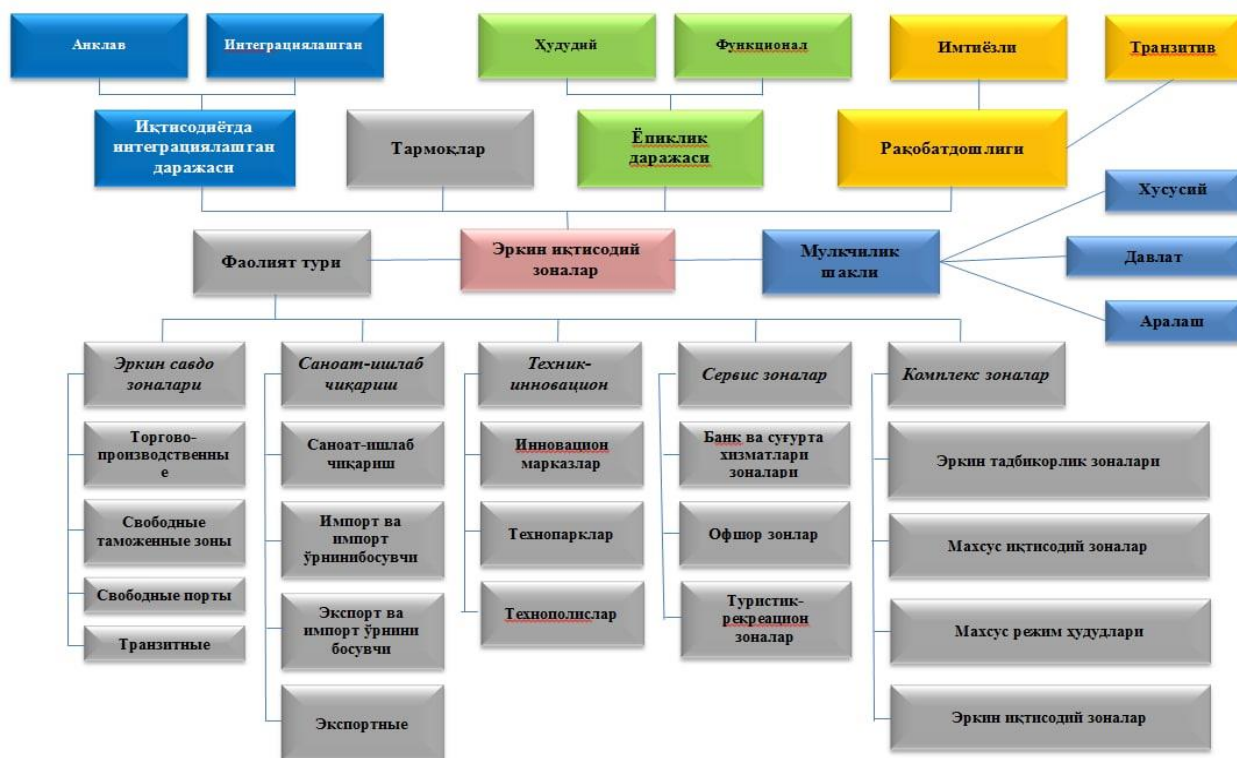 Анклав
Интеграциялашган
Ҳудудий
Функционал
Имтиёзли
Транзитив
Иқтисодиётда
интеграциялашган
даражаси
Тармоқлар
Ёпиклик
даражаси
Рақобатдошлиги
Хусусий
Фаолият тури
Эркин иқтисодий
зоналар
Мулкчилик
шакли
Давлат
Аралаш
Эркин савдо
зоналари
Саноат-ишлаб
чиқариш
Техник-
инновацион
Сервис зоналар
Комплекс зоналар
Торгово-
производственны
е
Свободные
таможенные зоны
Свободные порты
Транзитные
Саноат-ишлаб
чиқариш
Импорт ва
импорт
ўрнинибосувчи
Экспорт ва
импорт ўрнини
босувчи
Экспортные
Инновацион
марказлар
Технопарклар
Технополислар
Банк ва суғурта
хизматлари
зоналари
Офшор зонлар
Туристик-
рекреацион
зоналар
Эркин тадбикорлик зоналари
Махсус иқтисодий зоналар
Махсус режим ҳудудлари
Эркин иқтисодий зоналар